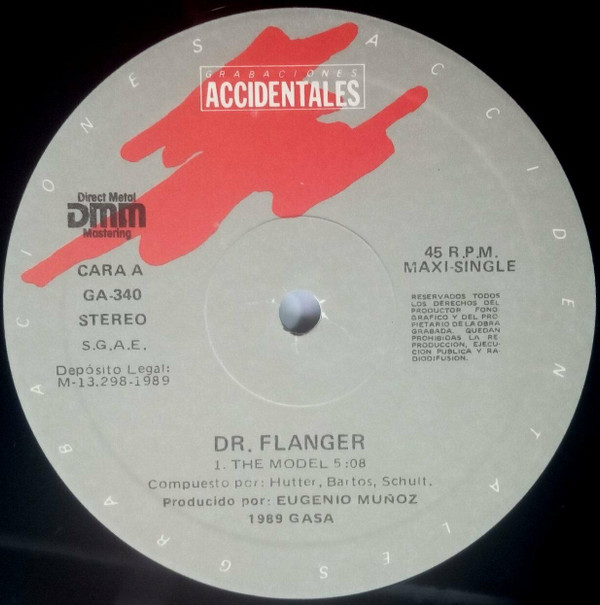 GRABACIONES ACCIDENTALES
GRABACIONES
ACCIDENTALES
Direct Metal
DMM
Mastering
CARA A
GA-340
STEREO
S.G.A.E.
Depósito Legal:
M-13.298-1989
45 R.P.M.
MAXI-SINGLE
RESERVADOS TODOS
LOS DERECHOS DEL
PRODUCTOR FONO-
GRAFICO Y DEL PRO-
PIETARIO DE LA OBRA
GRABADA. QUEDAN
PROHIBIDAS LA RE-
PRODUCCION, EJECU-
CION PUBLICA Y RA-
DIODIFUSION.
DR. FLANGER
1. THE MODEL 5:08
Compuesto por: Hutter, Bartos, Schult.
Producido por: EUGENIO MUÑOZ
1989 GASA